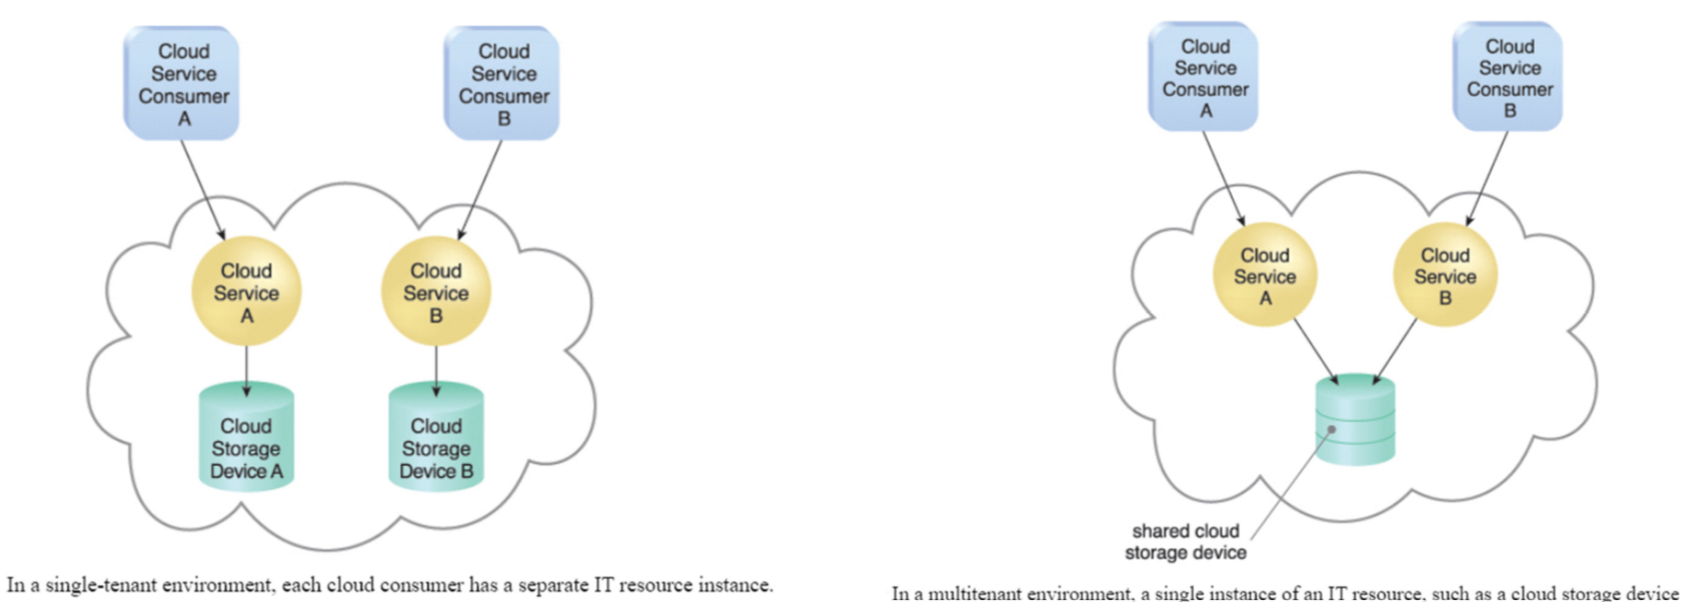 Cloud
Service
Consumer
A
Cloud
Service
Consumer
B
Cloud
Service
A
Cloud
Service
B
Cloud
Storage
Device A
Cloud
Storage
Device B
In a single-tenant environment, each cloud consumer has a separate IT resource instance.
Cloud
Service
Consumer
A
Cloud
Service
Consumer
B
Cloud
Service
A
Cloud
Service
B
shared cloud
storage device
In a multitenant environment, a single instance of an IT resource, such as a cloud storage device